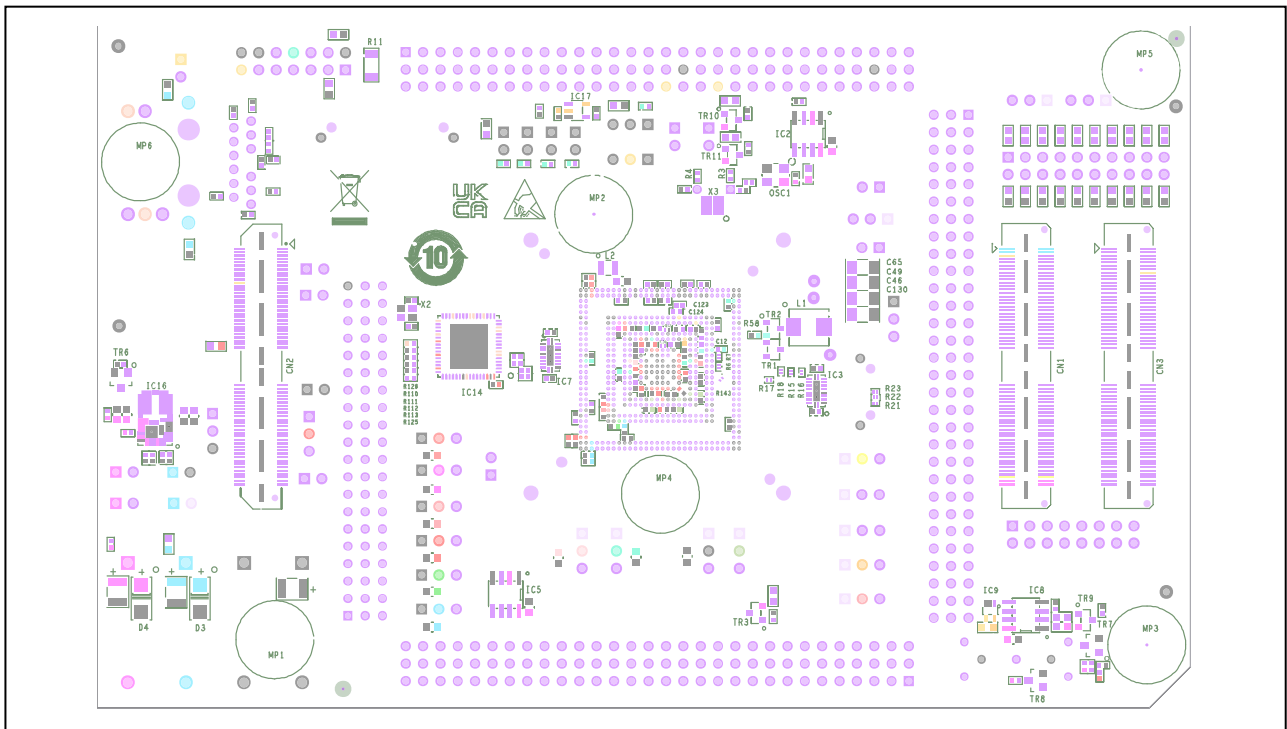 R11
MP5
IC17
TR10
IC2
MP6
TR11
R4
R3
OSC1
X3
UK
CA
MP2
10
L2
C65
C49
C46
C130
X2
C123
C124
L1
TR2
R58
CN2
CN1
CN3
TR6
C12
TR1
IC3
IC16
IC14
IC7
R17
R18
R15
R16
R23
R22
R21
R128
R110
R111
R112
R113
R125
R143
MP4
+ + + +
D4
D3
IC5
TR3
IC9
IC8
TR9
TR7
MP1
MP3
TR8